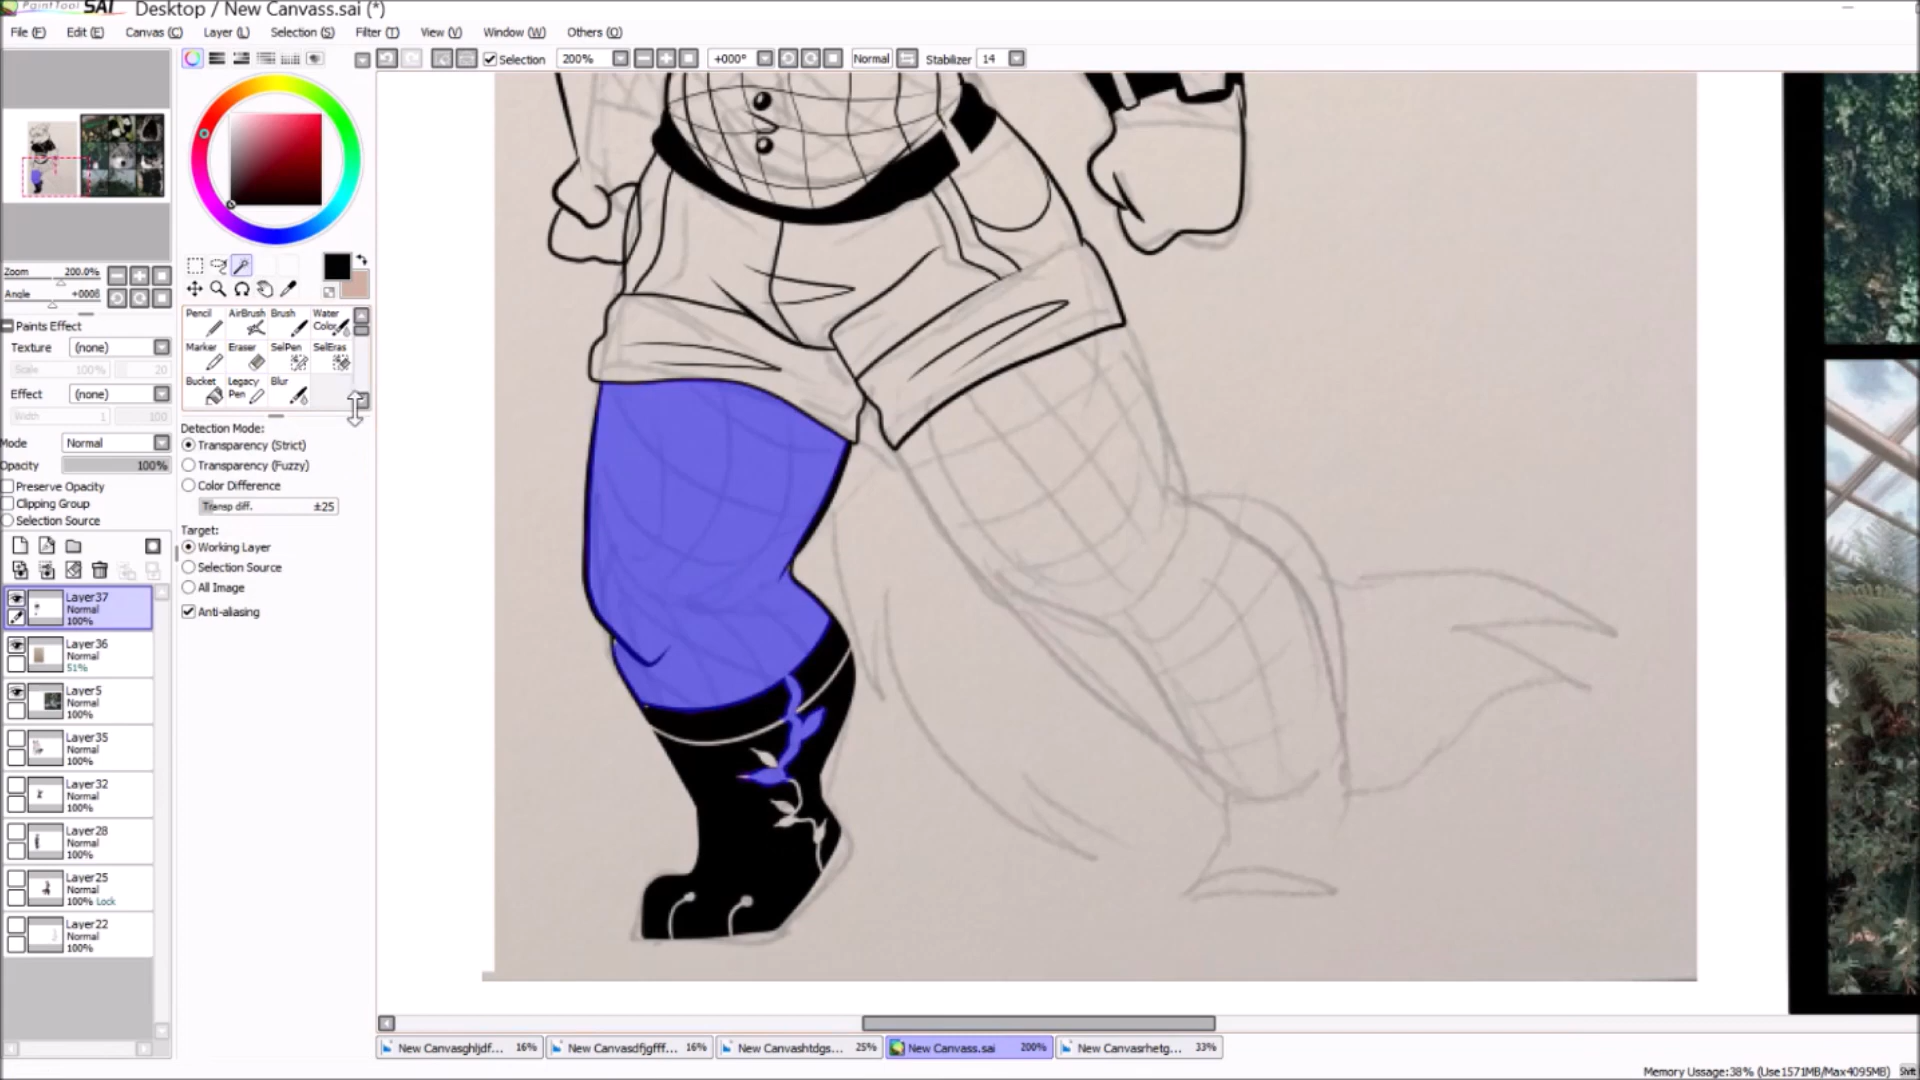 PaintTool SAI Desktop / New Canvass.sai (*)
File (F) Edit (E) Canvas (C) Layer (L) Selection (S) Filter (T) View (V) Window (W) Others (O)
Selection 200% +000° Normal Stabilizer 14
Zoom 200.0%
Angle +000δ
Paints Effect
Texture (none)
Scale 100% 20
Effect (none)
Width 1 100
Mode Normal
Opacity 100%
Preserve Opacity
Clipping Group
Selection Source
Layer37
Normal
100%
Layer36
Normal
51%
Layer5
Normal
100%
Layer35
Normal
100%
Layer32
Normal
100%
Layer28
Normal
100%
Layer25
Normal
100% Lock
Layer22
Normal
100%
Pencil AirBrush Brush Water
Color
Marker Eraser SelPen SelEras
Bucket Legacy Blur
Pen
Detection Mode:
Transparency (Strict)
Transparency (Fuzzy)
Color Difference
Transp diff. ±25
Target:
Working Layer
Selection Source
All Image
Anti-aliasing
New Canvasghljdf... 16% New Canvasdfjgfff... 16% New Canvashtdgs... 25% New Canvass.sai 200% New Canvasrhetg... 33%
Memory Ussage:38% (Use1571MB/Max4095MB) Shift